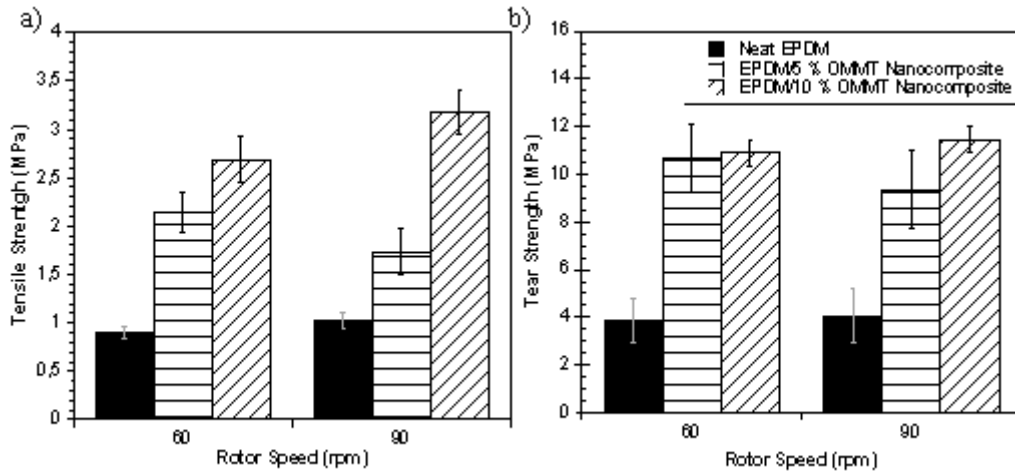 a)
4
3,5
3
2,5
2
1,5
1
0,5
0
Tensile Strentgh (MPa)
60
90
Rotor Speed (rpm)
b)
16
14
12
10
8
6
4
2
0
Tear Strength (MPa)
Neat EPDM
EPDM/5 % OMMT Nanocomposite
EPDM/10 % OMMT Nanocomposite
60
90
Rotor Speed (rpm)